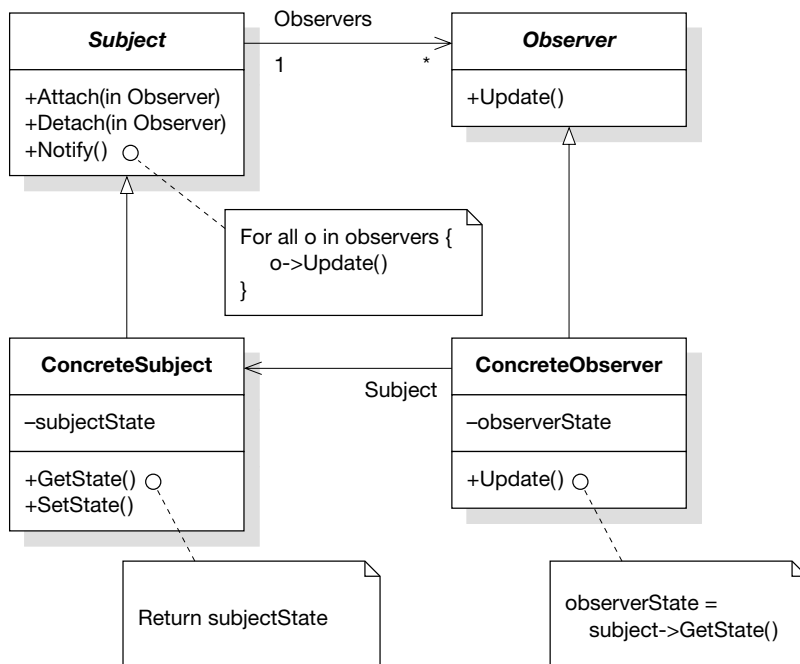 Subject
Observers
1
*
Observer
+Attach(in Observer)
+Detach(in Observer)
+Notify()
+Update()
For all o in observers {
o->Update()
}
ConcreteSubject
Subject
ConcreteObserver
–subjectState
–observerState
+GetState()
+SetState()
+Update()
Return subjectState
observerState =
subject->GetState()